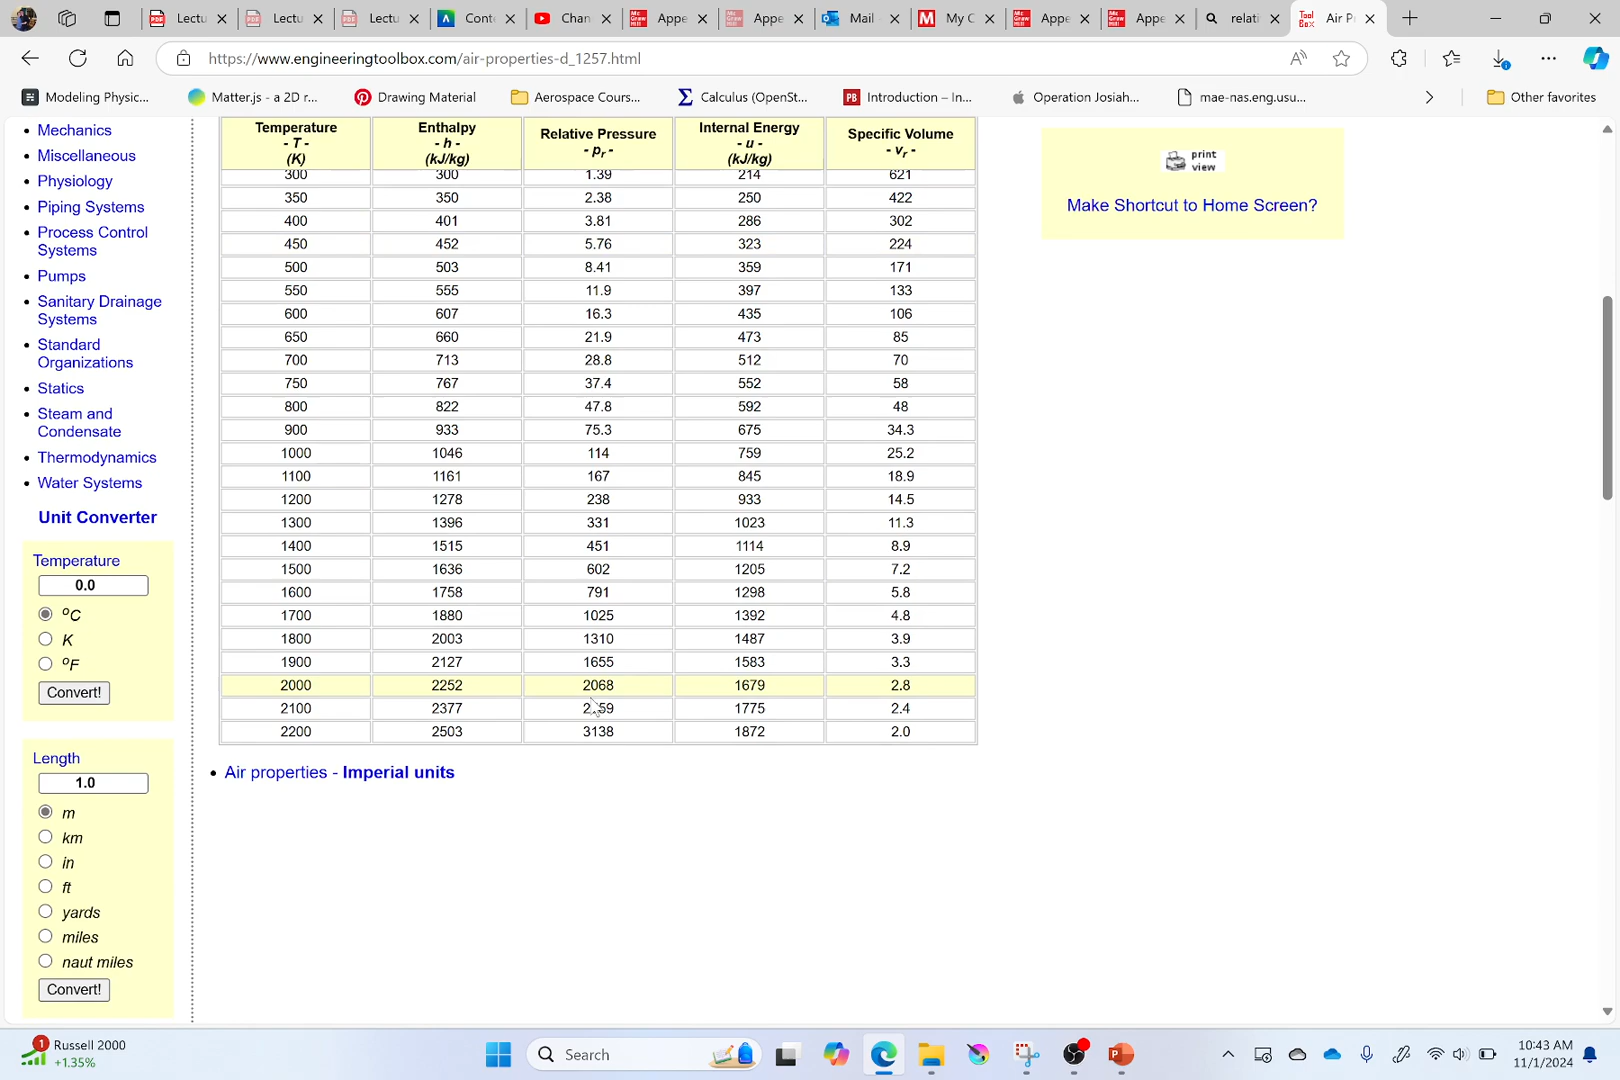 Lectu
Lectu
Lectu
Conte
Chan
Appe
Appe
Mail
My C
Appe
Appe
relati
Air P
https://www.engineeringtoolbox.com/air-properties-d_1257.html
Modeling Physic...
Matter.js - a 2D r...
Drawing Material
Aerospace Cours...
Calculus (OpenSt...
Introduction – In...
Operation Josiah...
mae-nas.eng.usu...
Other favorites
Mechanics
Miscellaneous
Physiology
Piping Systems
Process Control
Systems
Pumps
Sanitary Drainage
Systems
Standard
Organizations
Statics
Steam and
Condensate
Thermodynamics
Water Systems
Unit Converter
Temperature
0.0
°C
K
°F
Convert!
Length
1.0
m
km
in
ft
yards
miles
naut miles
Convert!
Temperature - T - (K) Enthalpy - h - (kJ/kg) Relative Pressure - pr - Internal Energy - u - (kJ/kg) Specific Volume - vr -
300 300 1.39 214 621
350 350 2.38 250 422
400 401 3.81 286 302
450 452 5.76 323 224
500 503 8.41 359 171
550 555 11.9 397 133
600 607 16.3 435 106
650 660 21.9 473 85
700 713 28.8 512 70
750 767 37.4 552 58
800 822 47.8 592 48
900 933 75.3 675 34.3
1000 1046 114 759 25.2
1100 1161 167 845 18.9
1200 1278 238 933 14.5
1300 1396 331 1023 11.3
1400 1515 451 1114 8.9
1500 1636 602 1205 7.2
1600 1758 791 1298 5.8
1700 1880 1025 1392 4.8
1800 2003 1310 1487 3.9
1900 2127 1655 1583 3.3
2000 2252 2068 1679 2.8
2100 2377 1775 2.4
2200 2503 3138 1872 2.0
Air properties - Imperial units
print
view
Make Shortcut to Home Screen?
1
Russell 2000
+1.35%
Search
10:43 AM
11/1/2024